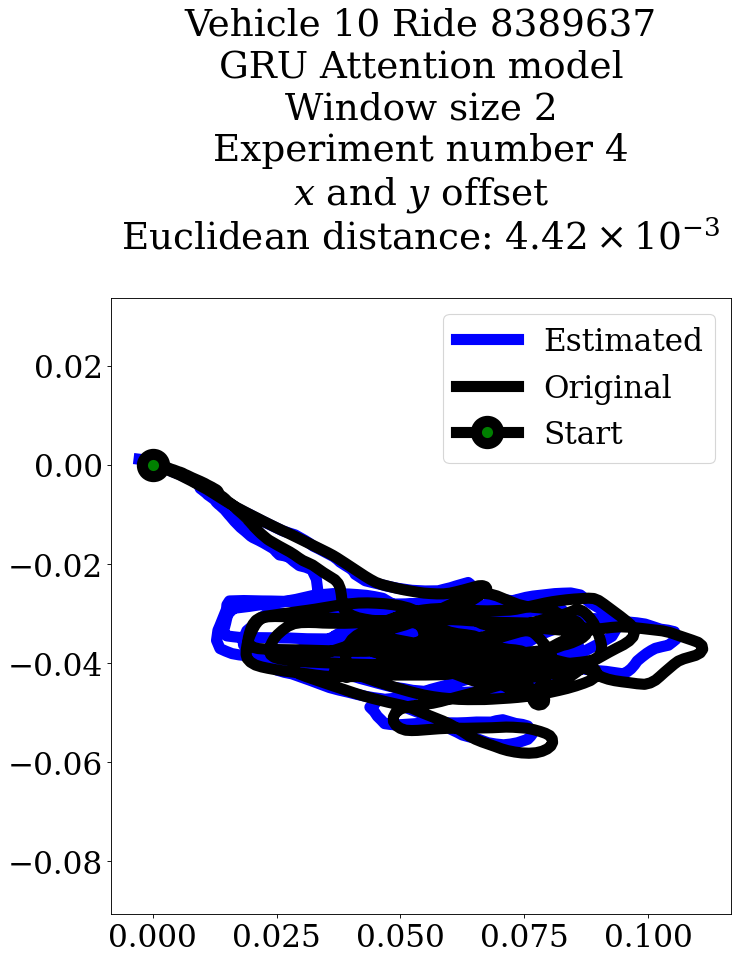 Vehicle 10 Ride 8389637
GRU Attention model
Window size 2
Experiment number 4
x and y offset
Euclidean distance: 4.42 × 10⁻³
Estimated
Original
Start
0.02
0.00
−0.02
−0.04
−0.06
−0.08
0.000 0.025 0.050 0.075 0.100